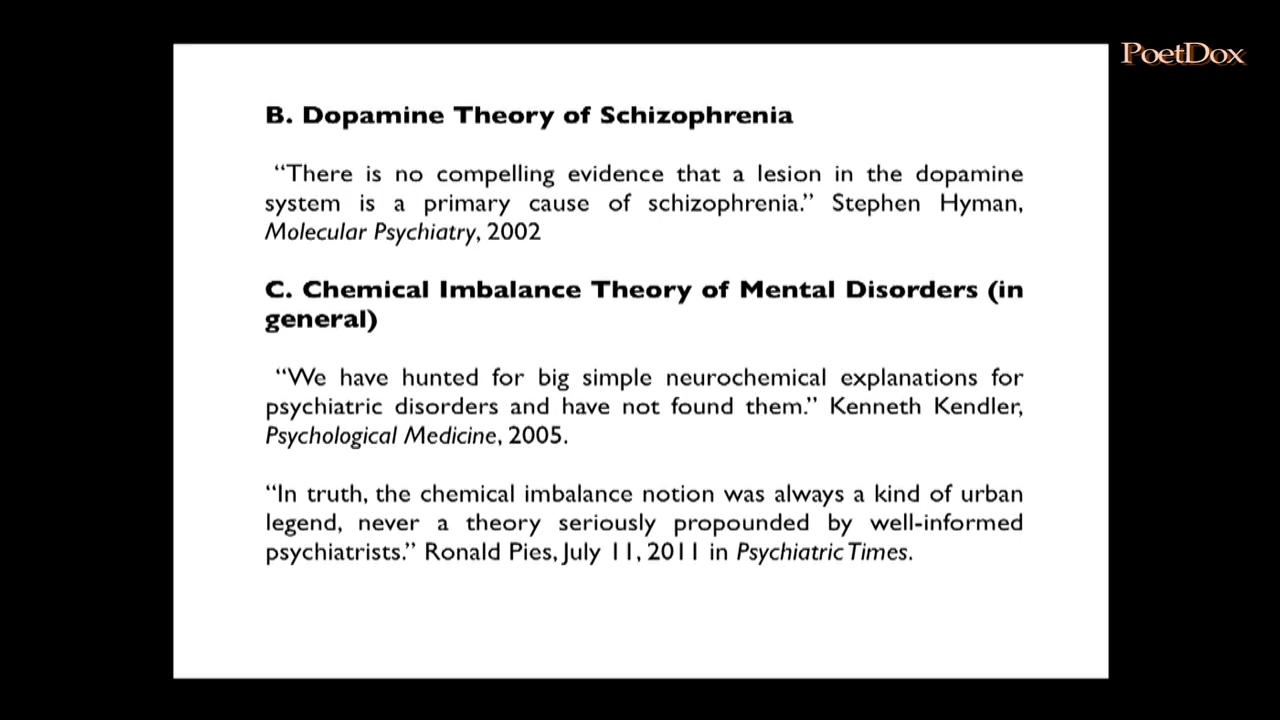 PoetDox
B. Dopamine Theory of Schizophrenia
“There is no compelling evidence that a lesion in the dopamine
system is a primary cause of schizophrenia.” Stephen Hyman,
Molecular Psychiatry, 2002
C. Chemical Imbalance Theory of Mental Disorders (in
general)
“We have hunted for big simple neurochemical explanations for
psychiatric disorders and have not found them.” Kenneth Kendler,
Psychological Medicine, 2005.
“In truth, the chemical imbalance notion was always a kind of urban
legend, never a theory seriously propounded by well-informed
psychiatrists.” Ronald Pies, July 11, 2011 in Psychiatric Times.